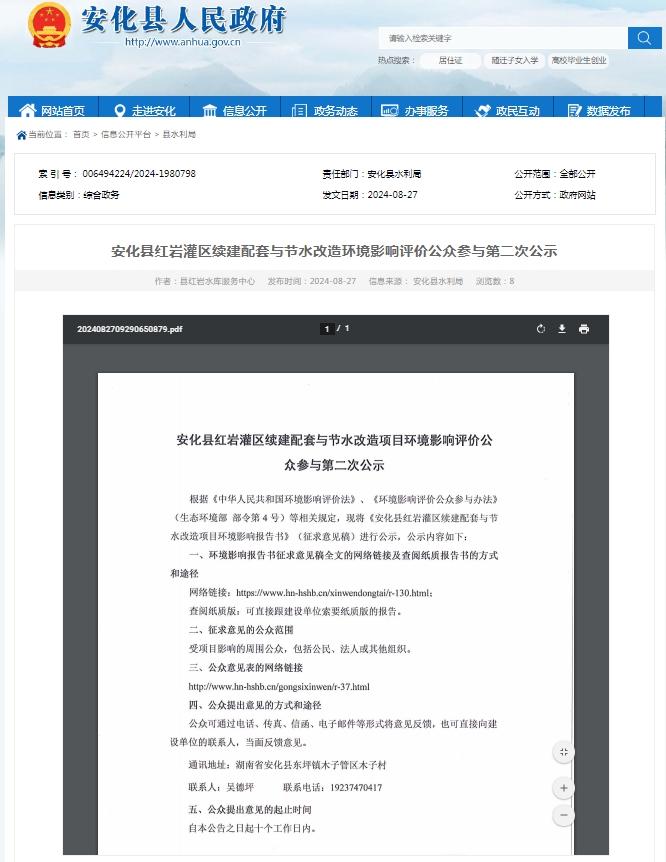 安化县人民政府
http://www.anhua.gov.cn
请输入检索关键字
热点搜索： 居住证 随迁子女入学 高校毕业生创业
网站首页 走进安化 信息公开 政务动态 办事服务 政民互动 数据发布
当前位置： 首页 > 信息公开平台 > 县水利局
索 引 号： 006494224/2024-1980798 责任部门：安化县水利局 公开范围：全部公开
信息类别：综合政务 发文日期：2024-08-27 公开方式：政府网站
安化县红岩灌区续建配套与节水改造环境影响评价公众参与第二次公示
作者：县红岩水库服务中心 发布时间：2024-08-27 信息来源： 安化县水利局 浏览数：8
2024082709290650879.pdf 1 / 1
安化县红岩灌区续建配套与节水改造项目环境影响评价公
众参与第二次公示
根据《中华人民共和国环境影响评价法》、《环境影响评价公众参与办法》
（生态环境部 部令第 4 号）等相关规定，现将《安化县红岩灌区续建配套与节
水改造项目环境影响报告书》（征求意见稿）进行公示，公示内容如下：
一、环境影响报告书征求意见稿全文的网络链接及查阅纸质报告书的方式
和途径
网络链接：https://www.hn-hshb.cn/xinwendongtai/r-130.html;
查阅纸质版：可直接跟建设单位索要纸质版的报告。
二、征求意见的公众范围
受项目影响的周围公众，包括公民、法人或其他组织。
三、公众意见表的网络链接
http://www.hn-hshb.cn/gongsixinwen/r-37.html
四、公众提出意见的方式和途径
公众可通过电话、传真、信函、电子邮件等形式将意见反馈，也可直接向建
设单位的联系人，当面反馈意见。
通讯地址：湖南省安化县东坪镇木子管区木子村
联系人：吴德坪 联系电话：19237470417
五、公众提出意见的起止时间
自本公告之日起十个工作日内。